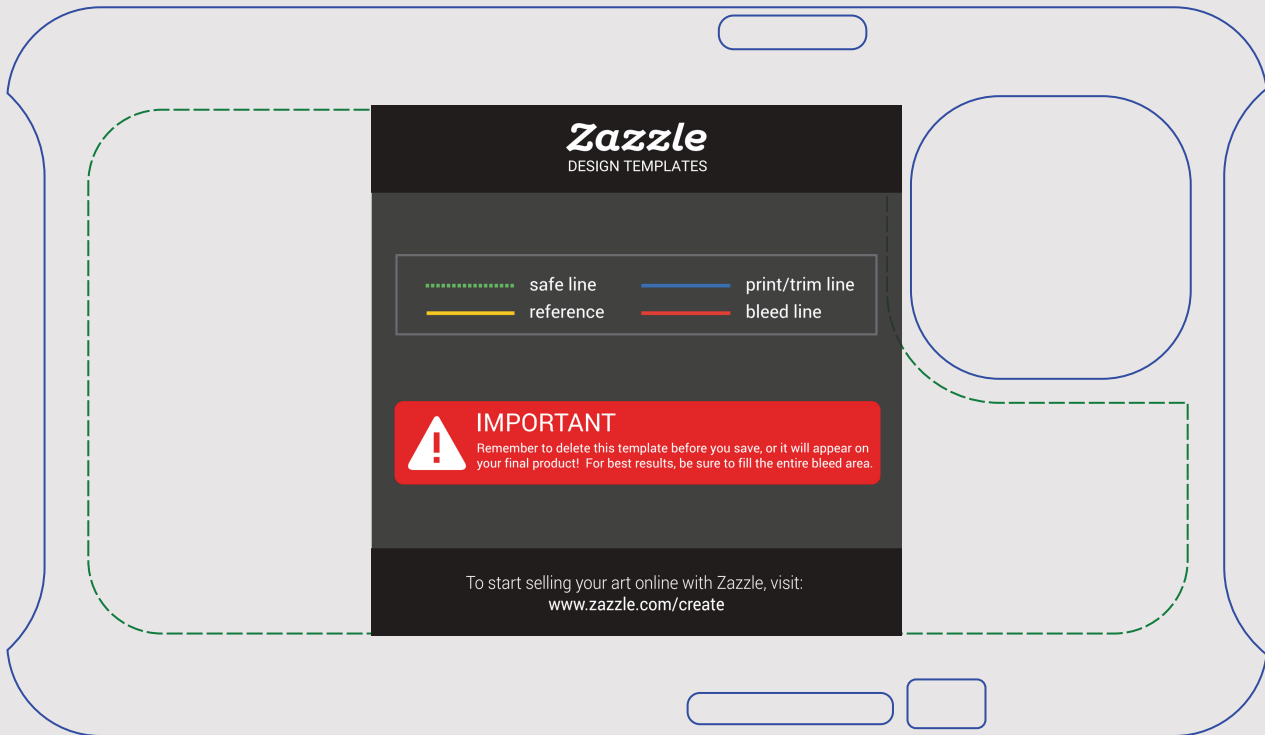 Zazzle
DESIGN TEMPLATES
safe line
print/trim line
reference
bleed line
IMPORTANT
Remember to delete this template before you save, or it will appear on
your final product! For best results, be sure to fill the entire bleed area.
To start selling your art online with Zazzle, visit:
www.zazzle.com/create